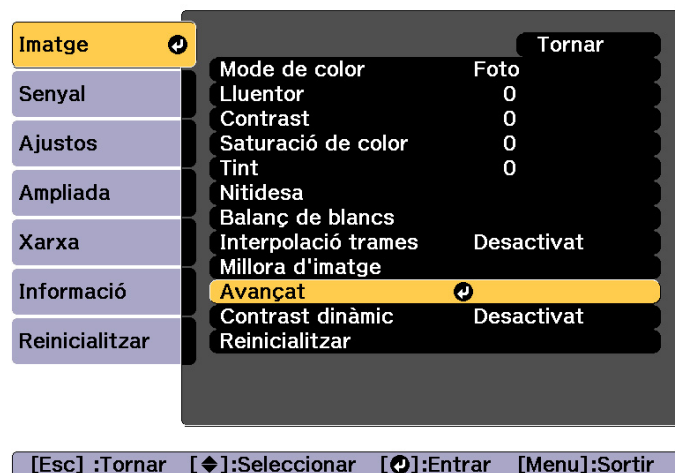 Imatge
Senyal
Ajustos
Ampliada
Xarxa
Informació
Reinicialitzar
Tornar
Mode de color Foto
Lluentor 0
Contrast 0
Saturació de color 0
Tint 0
Nitidesa
Balanç de blancs
Interpolació trames Desactivat
Millora d'imatge
Avançat
Contrast dinàmic Desactivat
Reinicialitzar
[Esc] :Tornar [◆]:Seleccionar [⏎]:Entrar [Menu]:Sortir